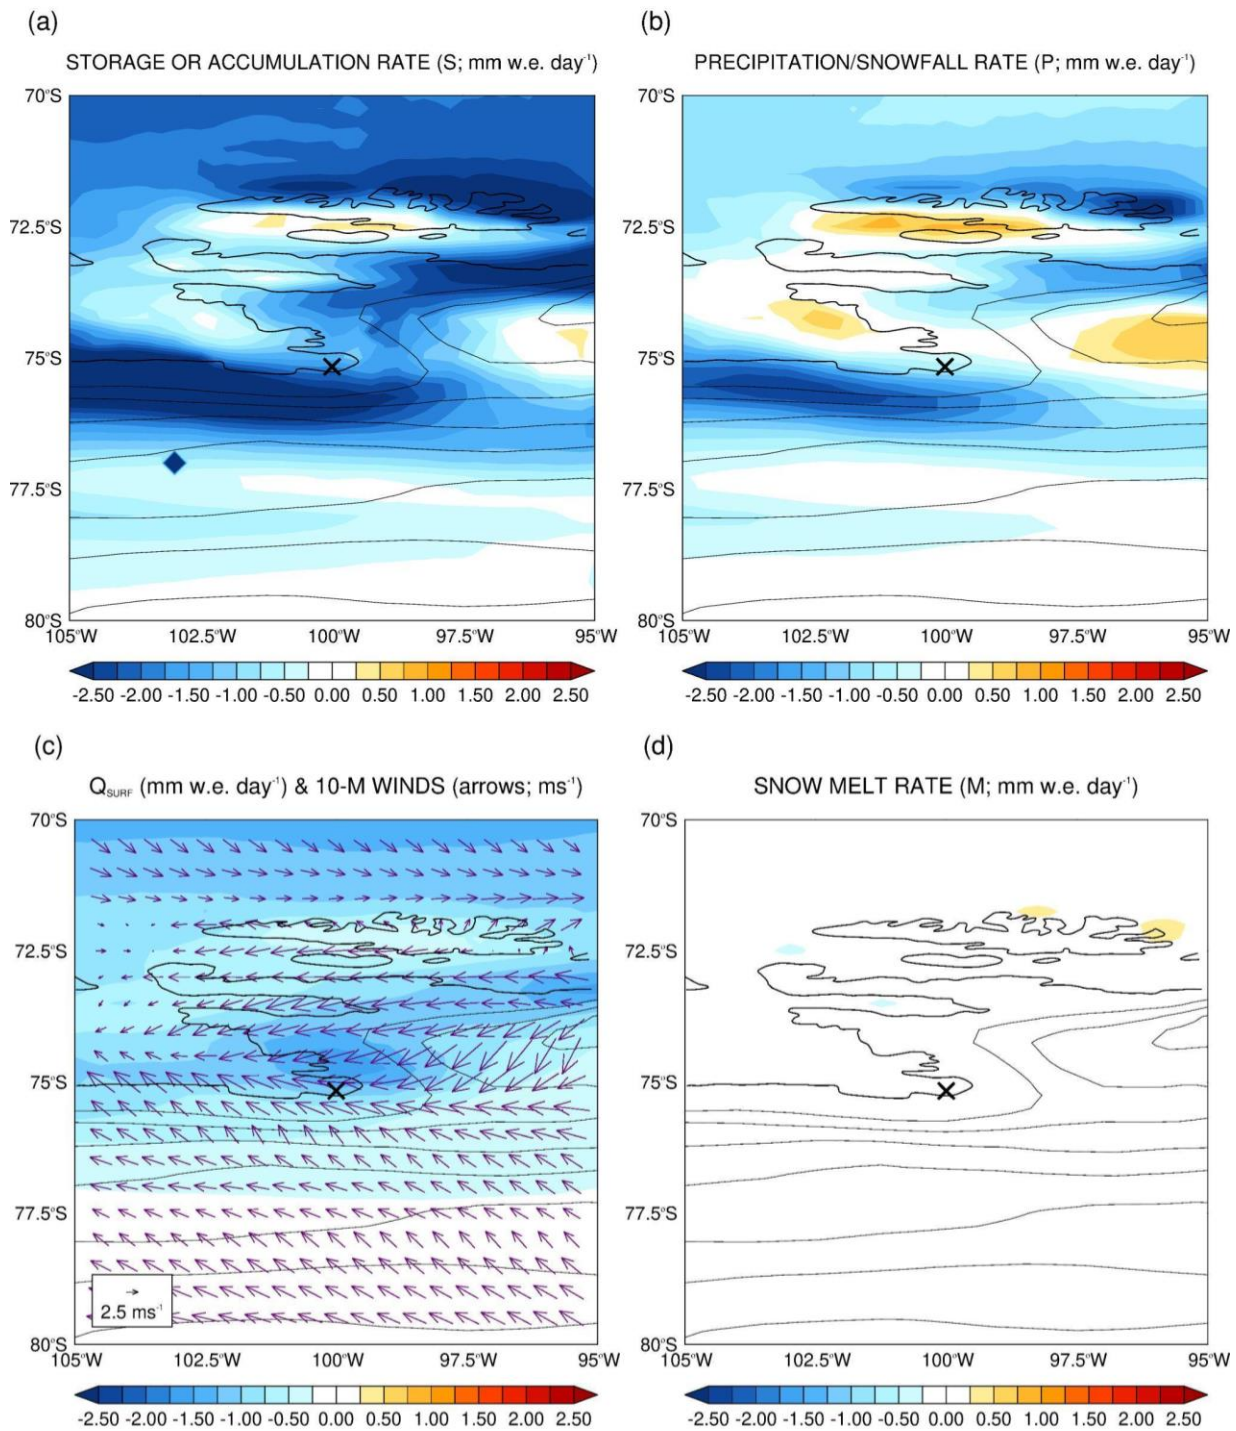 (a)
STORAGE OR ACCUMULATION RATE (S; mm w.e. day⁻¹)
70°S
72.5°S
75°S
77.5°S
80°S
105°W 102.5°W 100°W 97.5°W 95°W
-2.50 -2.00 -1.50 -1.00 -0.50 0.00 0.50 1.00 1.50 2.00 2.50
(b)
PRECIPITATION/SNOWFALL RATE (P; mm w.e. day⁻¹)
70°S
72.5°S
75°S
77.5°S
80°S
105°W 102.5°W 100°W 97.5°W 95°W
-2.50 -2.00 -1.50 -1.00 -0.50 0.00 0.50 1.00 1.50 2.00 2.50
(c)
Q_SURF (mm w.e. day⁻¹) & 10-M WINDS (arrows; ms⁻¹)
70°S
72.5°S
75°S
77.5°S
2.5 ms⁻¹
80°S
105°W 102.5°W 100°W 97.5°W 95°W
-2.50 -2.00 -1.50 -1.00 -0.50 0.00 0.50 1.00 1.50 2.00 2.50
(d)
SNOW MELT RATE (M; mm w.e. day⁻¹)
70°S
72.5°S
75°S
77.5°S
80°S
105°W 102.5°W 100°W 97.5°W 95°W
-2.50 -2.00 -1.50 -1.00 -0.50 0.00 0.50 1.00 1.50 2.00 2.50